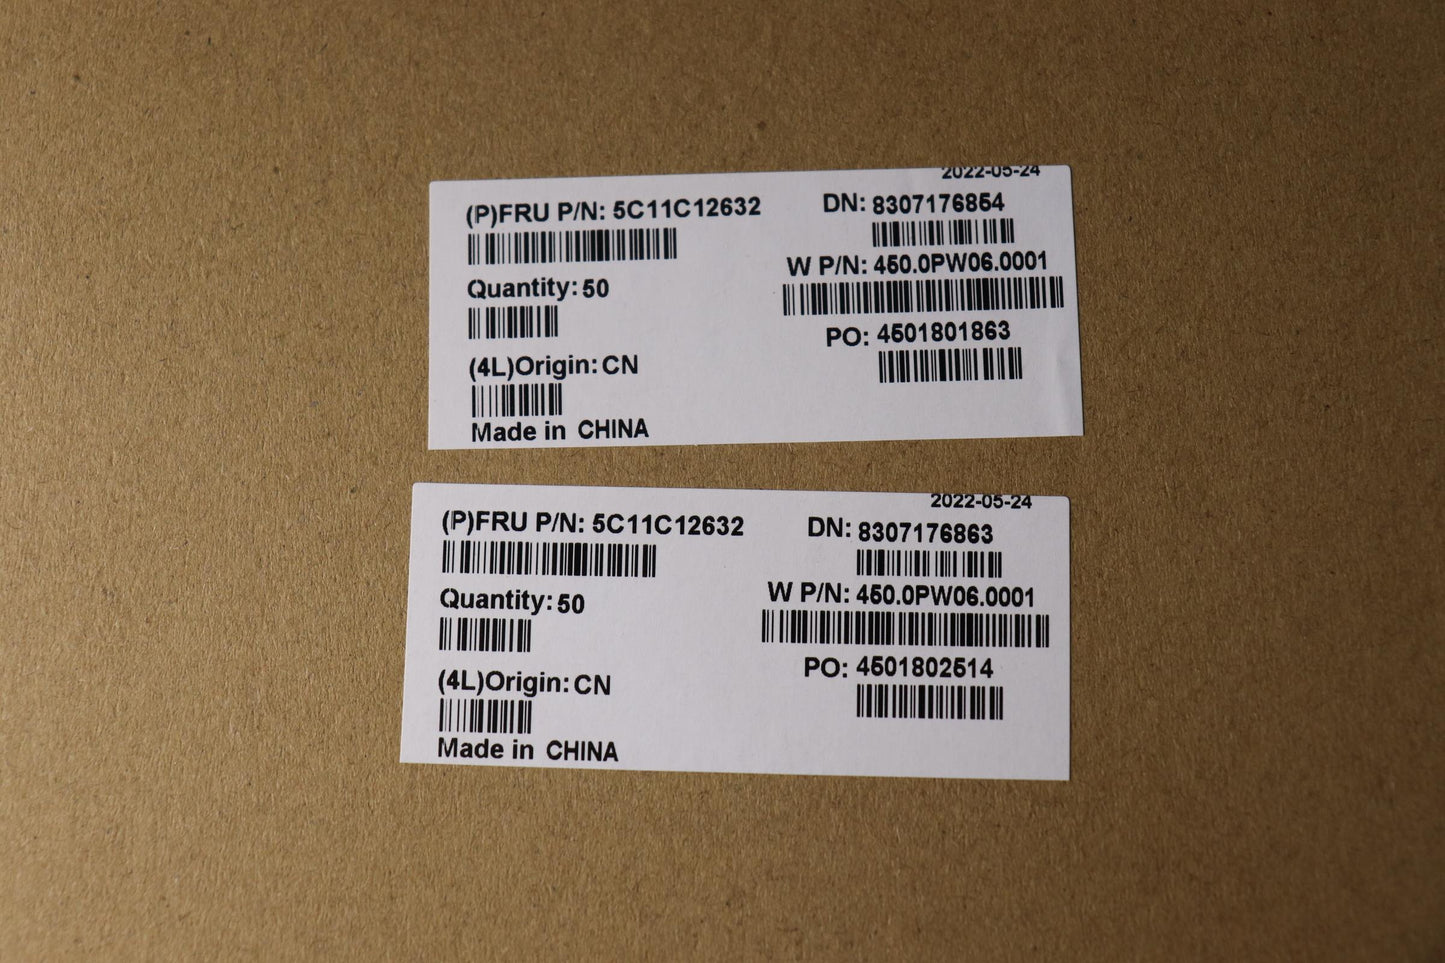 2022-05-24
(P)FRU P/N: 5C11C12632
DN: 8307176854
W P/N: 450.0PW06.0001
Quantity: 50
PO: 4501801863
(4L)Origin: CN
Made in CHINA
2022-05-24
(P)FRU P/N: 5C11C12632
DN: 8307176863
W P/N: 450.0PW06.0001
Quantity: 50
PO: 4501802514
(4L)Origin: CN
Made in CHINA